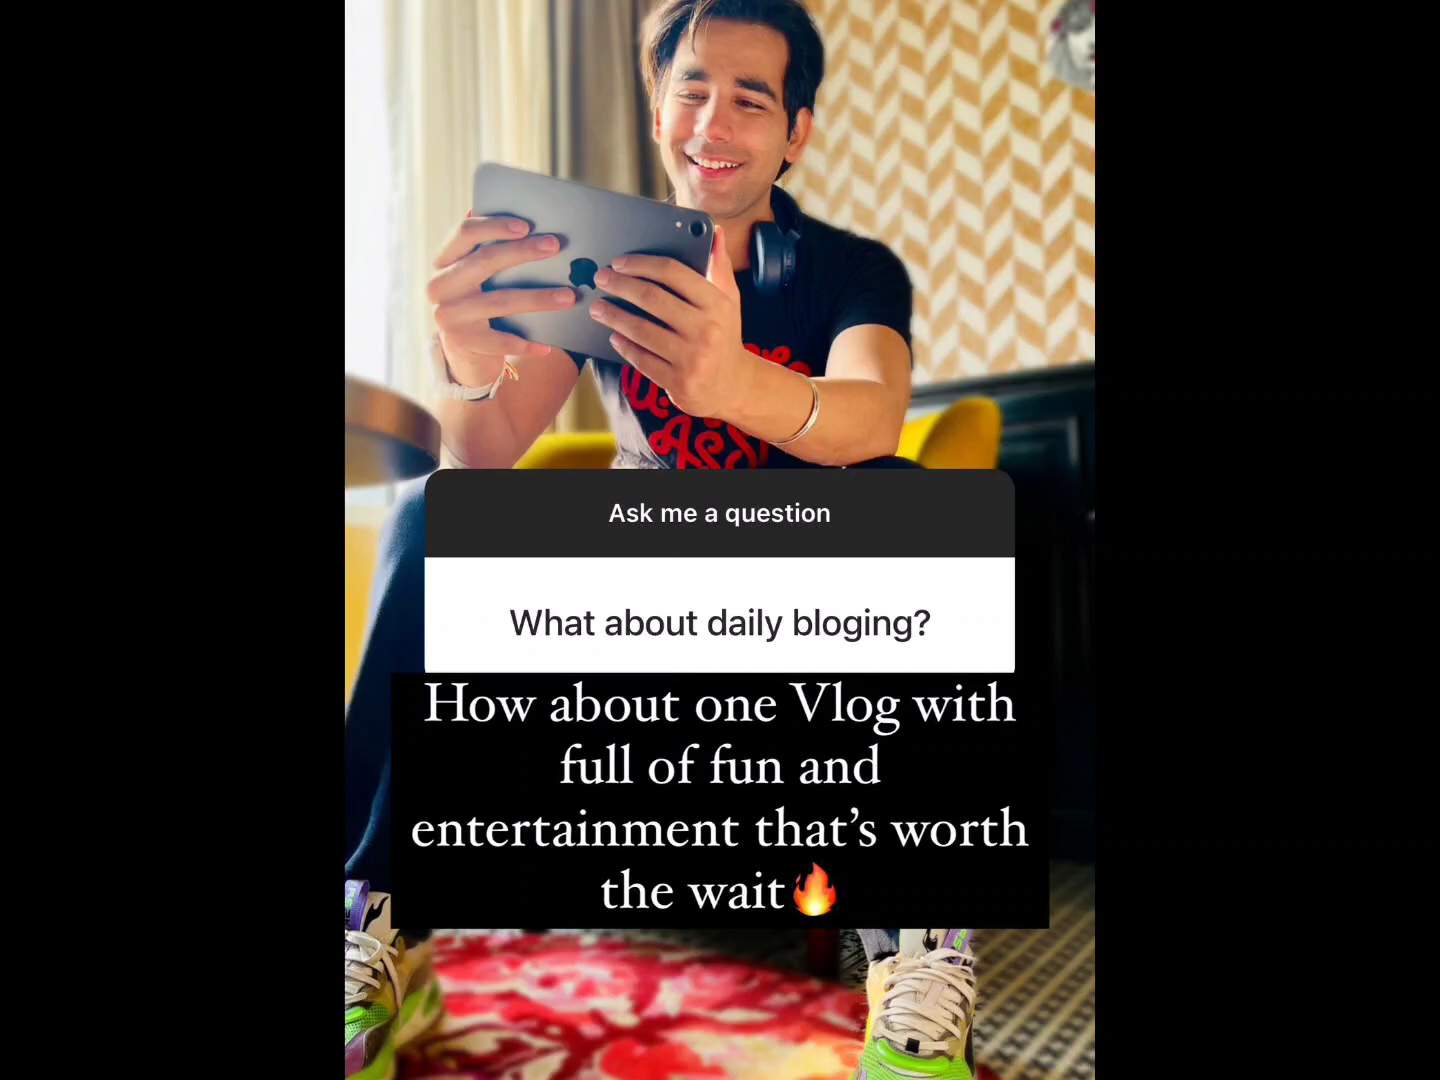 Ask me a question
What about daily bloging?
How about one Vlog with
full of fun and
entertainment that’s worth
the wait🔥